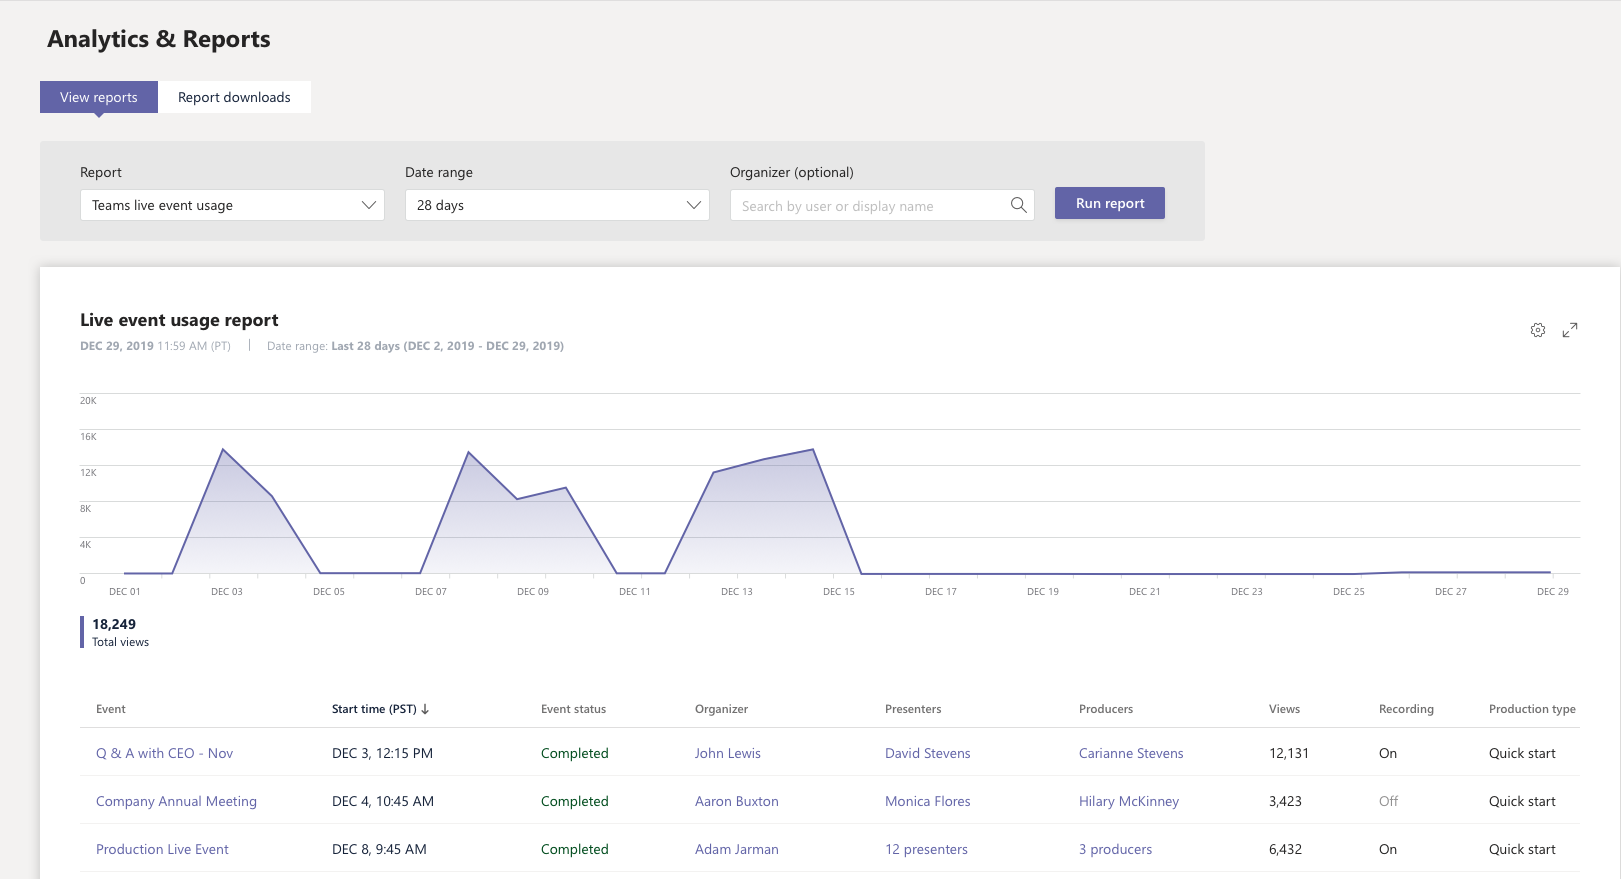 Analytics & Reports
View reports
Report downloads
Report
Date range
Organizer (optional)
Teams live event usage
28 days
Search by user or display name
Run report
Live event usage report
DEC 29, 2019 11:59 AM (PT)
Date range: Last 28 days (DEC 2, 2019 - DEC 29, 2019)
20K
16K
12K
8K
4K
0
DEC 01 DEC 03 DEC 05 DEC 07 DEC 09 DEC 11 DEC 13 DEC 15 DEC 17 DEC 19 DEC 21 DEC 23 DEC 25 DEC 27 DEC 29
18,249
Total views
Event Start time (PST) ↓ Event status Organizer Presenters Producers Views Recording Production type
Q & A with CEO - Nov DEC 3, 12:15 PM Completed John Lewis David Stevens Carianne Stevens 12,131 On Quick start
Company Annual Meeting DEC 4, 10:45 AM Completed Aaron Buxton Monica Flores Hilary McKinney 3,423 Off Quick start
Production Live Event DEC 8, 9:45 AM Completed Adam Jarman 12 presenters 3 producers 6,432 On Quick start